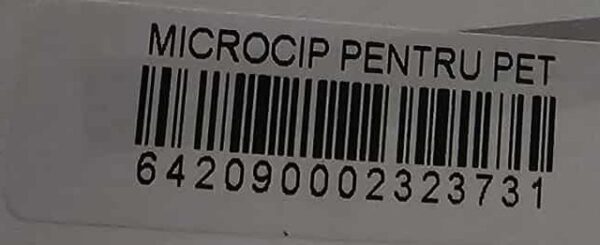 MICROCIP PENTRU PET
642090002323731